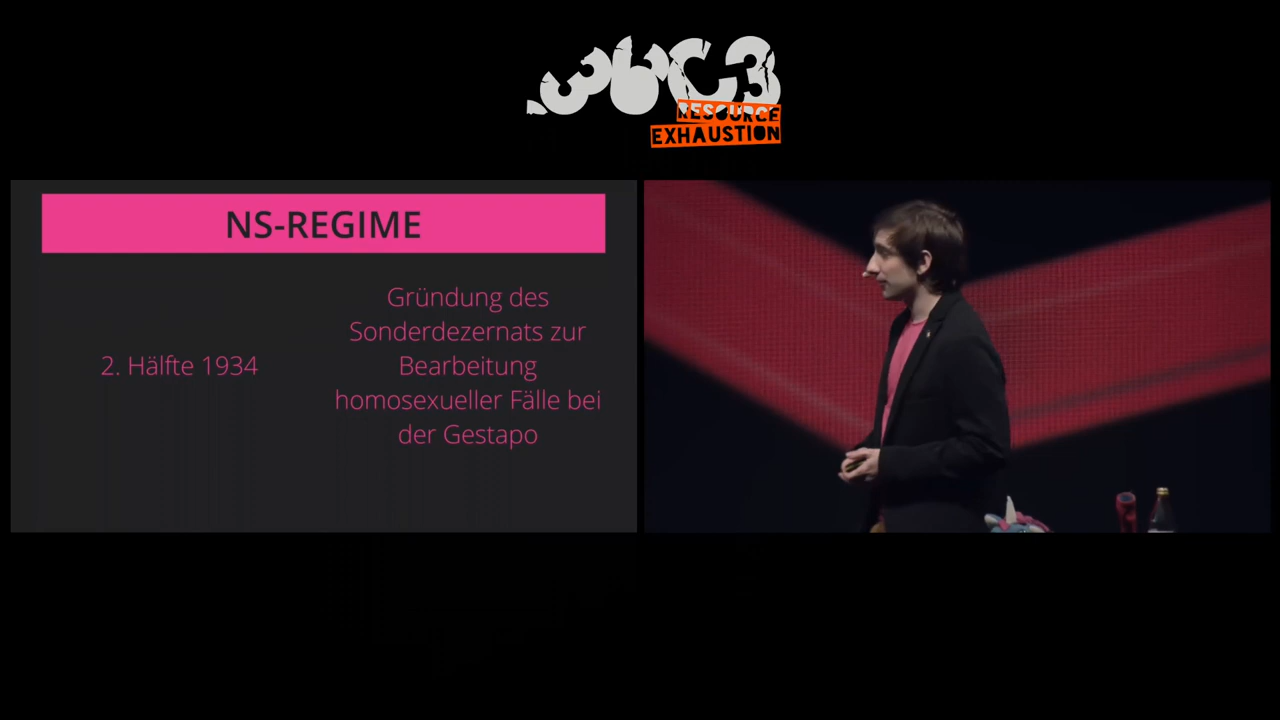 36C3
RESOURCE
EXHAUSTION
NS-REGIME
2. Hälfte 1934
Gründung des
Sonderdezernats zur
Bearbeitung
homosexueller Fälle bei
der Gestapo